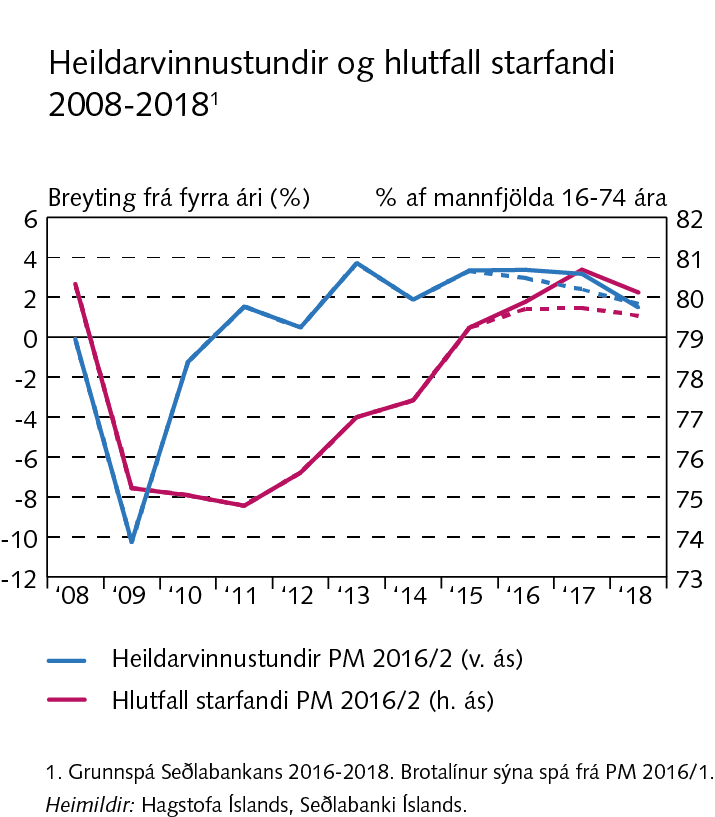 Heildarvinnustundir og hlutfall starfandi
2008-2018¹
Breyting frá fyrra ári (%) % af mannfjölda 16-74 ára
6 82
4 81
2 80
0 79
-2 78
-4 77
-6 76
-8 75
-10 74
-12 73
‘08 ‘09 ‘10 ‘11 ‘12 ‘13 ‘14 ‘15 ‘16 ‘17 ‘18
Heildarvinnustundir PM 2016/2 (v. ás)
Hlutfall starfandi PM 2016/2 (h. ás)
1. Grunnspá Seðlabankans 2016-2018. Brotalínur sýna spá frá PM 2016/1.
Heimildir: Hagstofa Íslands, Seðlabanki Íslands.